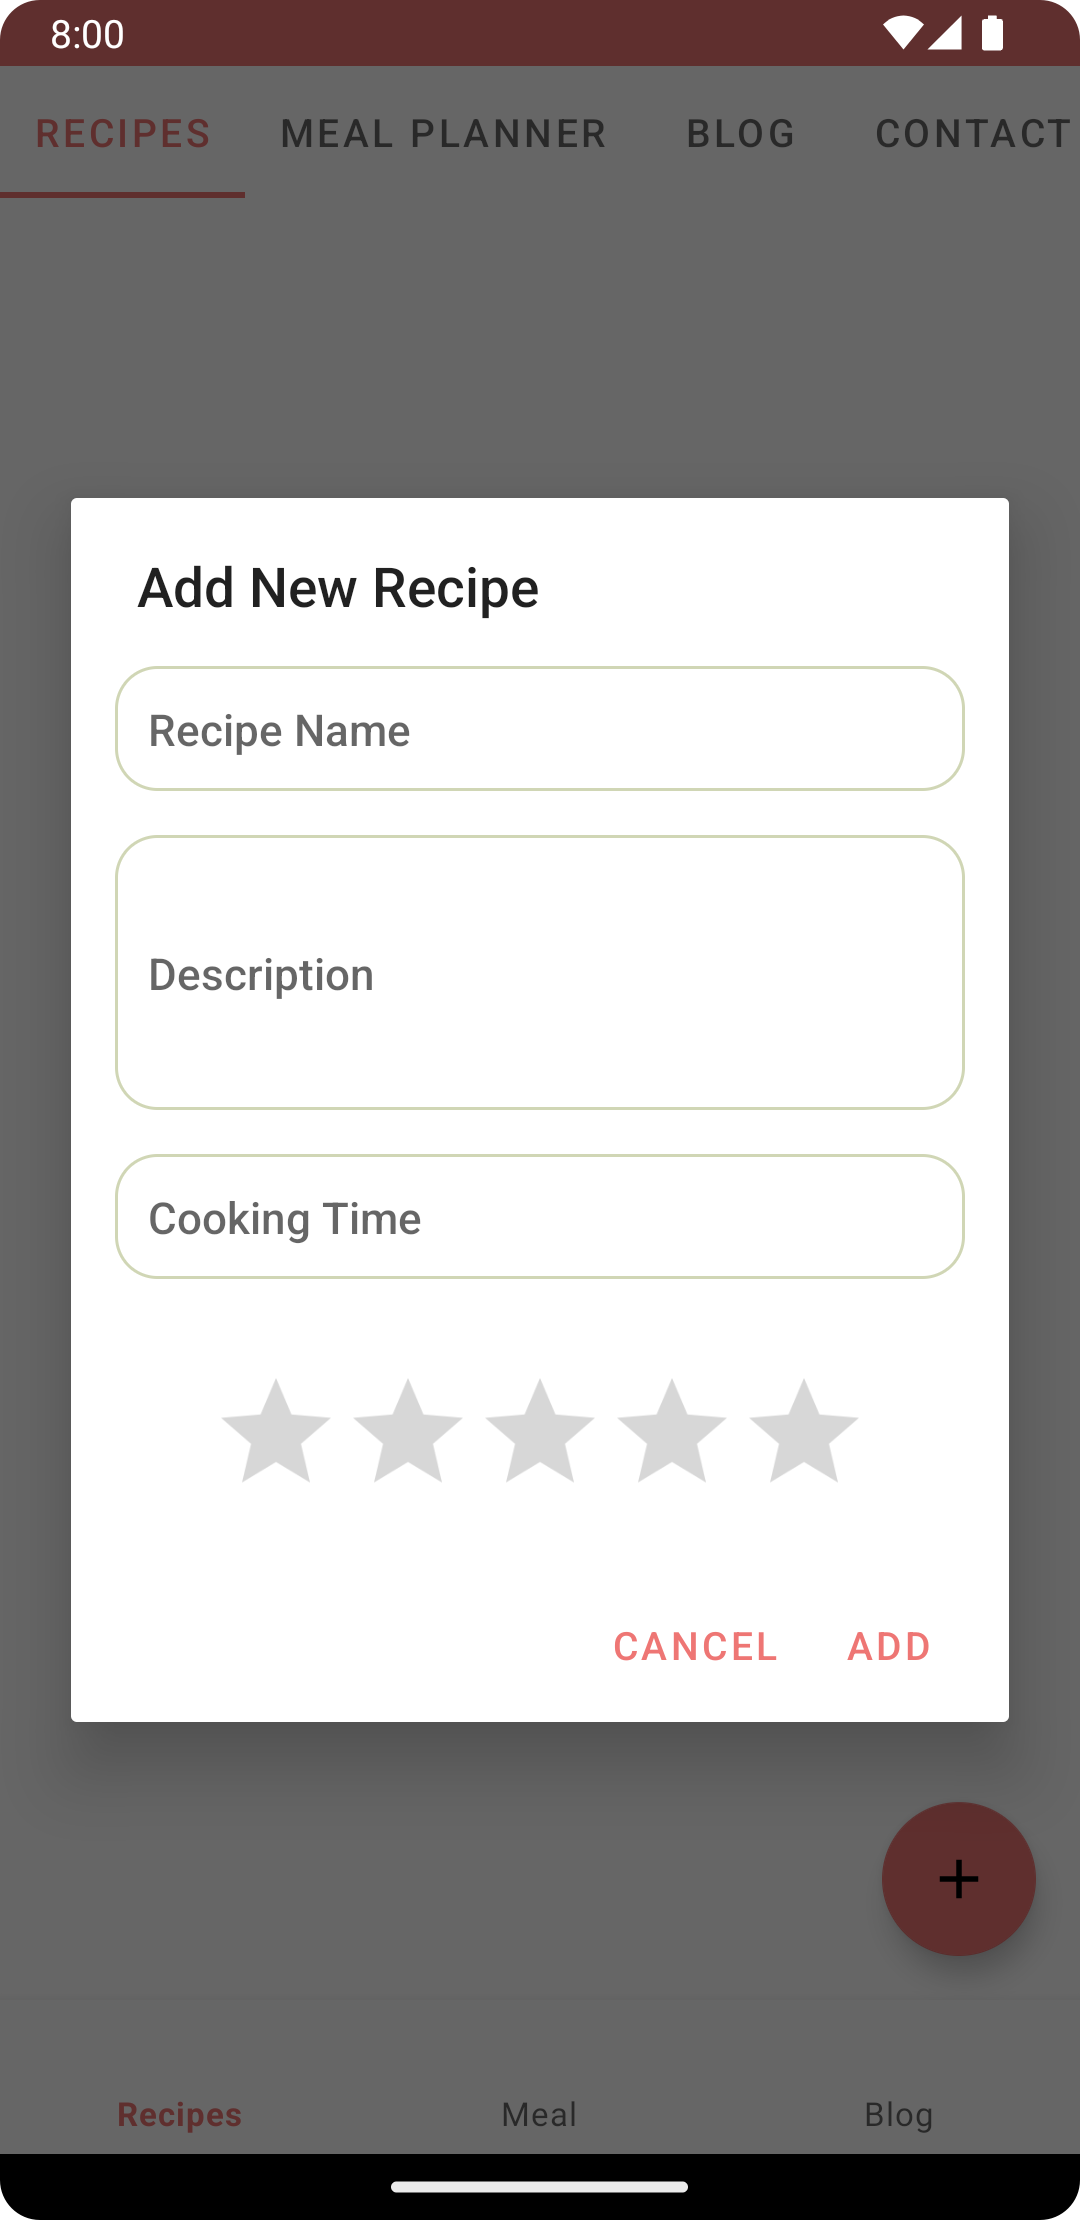 8:00
RECIPES MEAL PLANNER BLOG CONTACT
Add New Recipe
Recipe Name
Description
Cooking Time
CANCEL ADD
Recipes Meal Blog